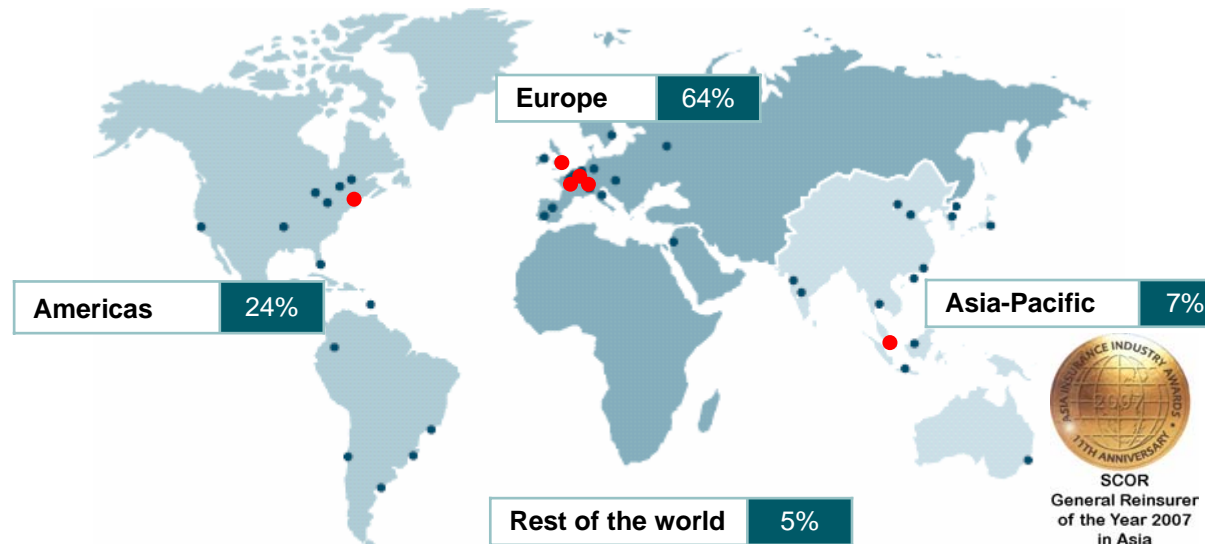 Europe 64%
Americas 24%
Asia-Pacific 7%
Rest of the world 5%
ASIA INSURANCE INDUSTRY AWARDS
2007
11TH ANNIVERSARY
SCOR
General Reinsurer
of the Year 2007
in Asia